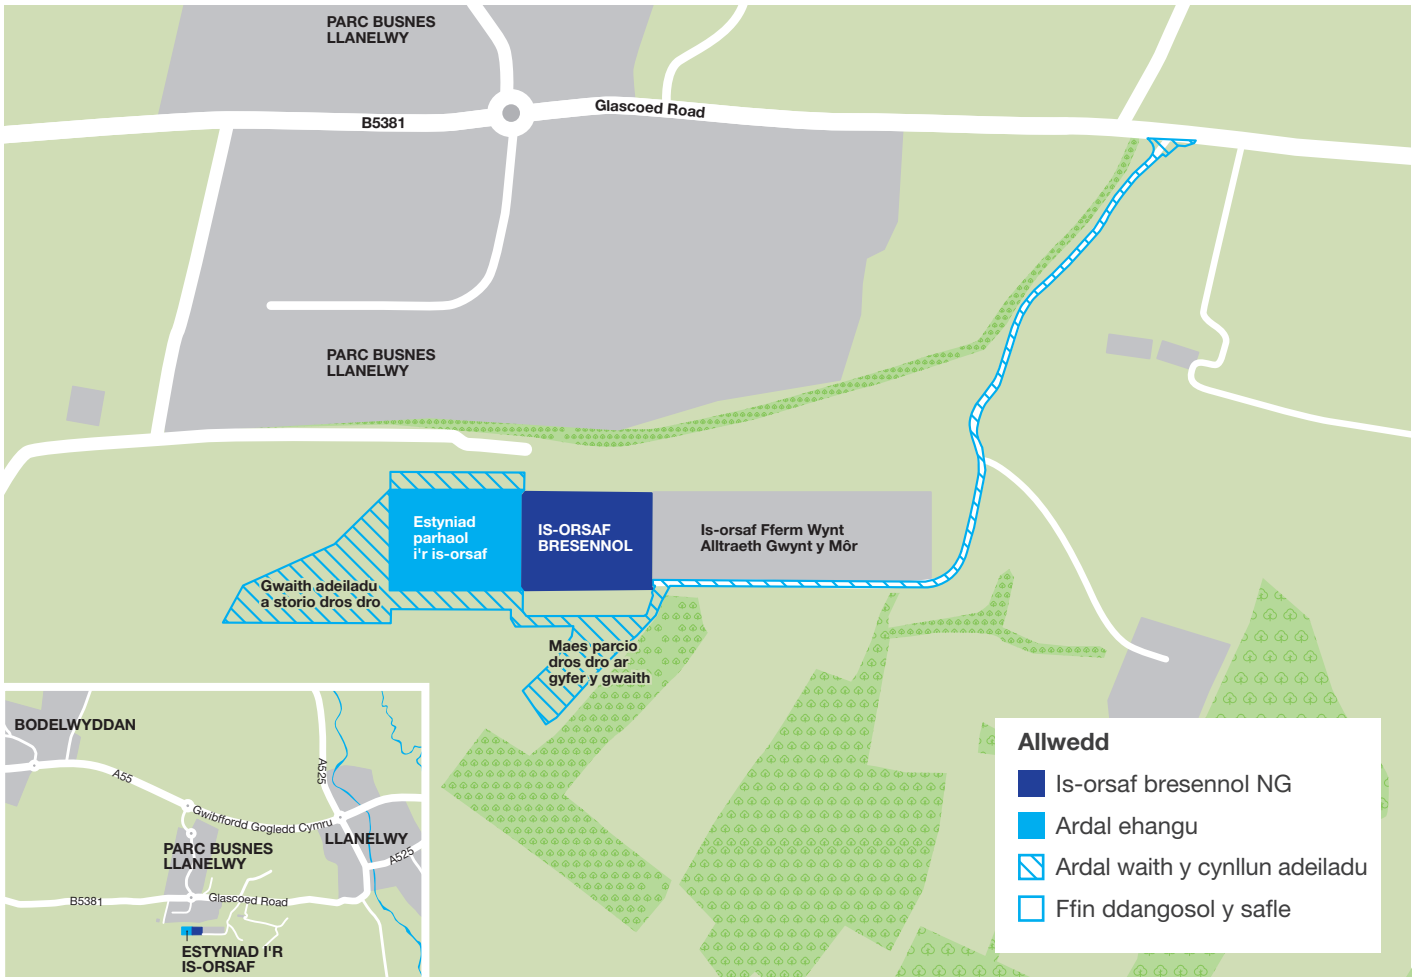 PARC BUSNES
LLANELWY
B5381
Glascoed Road
PARC BUSNES
LLANELWY
Estyniad
parhaol
i'r is-orsaf
IS-ORSAF
BRESENNOL
Is-orsaf Fferm Wynt
Alltraeth Gwynt y Môr
Gwaith adeiladu
a storio dros dro
Maes parcio
dros dro ar
gyfer y gwaith
BODELWYDDAN
A55
A525
Gwibffordd Gogledd Cymru
PARC BUSNES
LLANELWY
LLANELWY
A525
B5381
Glascoed Road
ESTYNIAD I'R
IS-ORSAF
Allwedd
Is-orsaf bresennol NG
Ardal ehangu
Ardal waith y cynllun adeiladu
Ffin ddangosol y safle